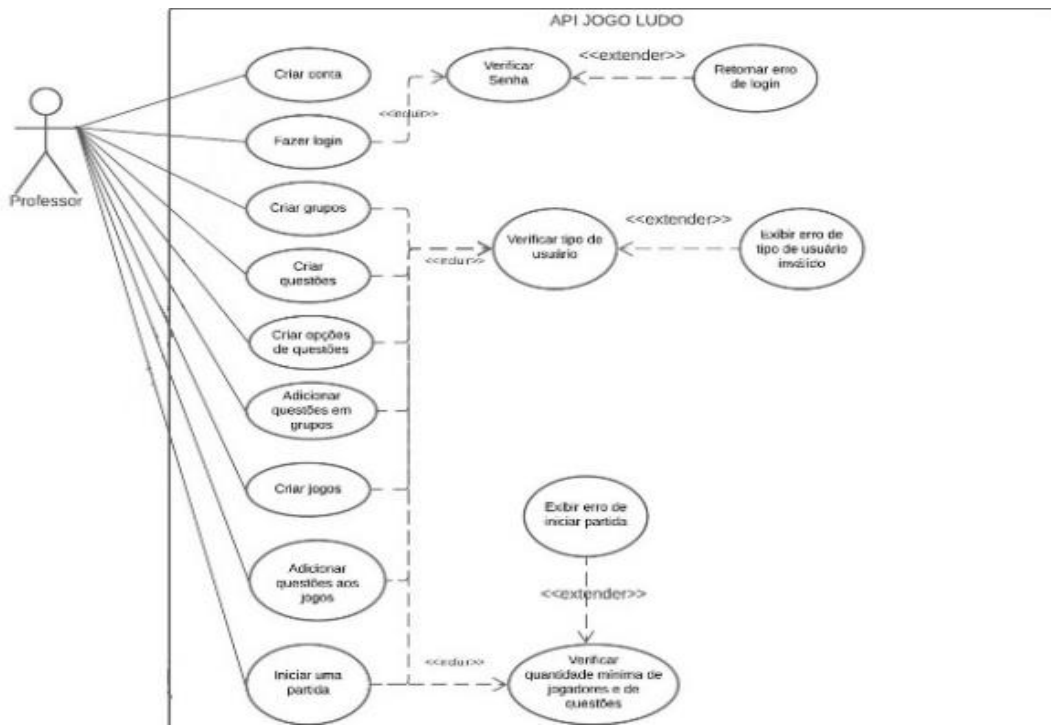 API JOGO LUDO
Professor
Criar conta
Verificar
Senha
<<extender>>
Retornar erro
de login
Fazer login
<<incluir>>
Criar grupos
Verificar tipo de
usuário
<<incluir>>
<<extender>>
Exibir erro de
tipo de usuário
inválido
Criar
questões
Criar opções
de questões
Adicionar
questões em
grupos
Criar jogos
Exibir erro de
iniciar partida
<<extender>>
Adicionar
questões aos
jogos
Iniciar uma
partida
<<incluir>>
Verificar
quantidade mínima de
jogadores e de
questões